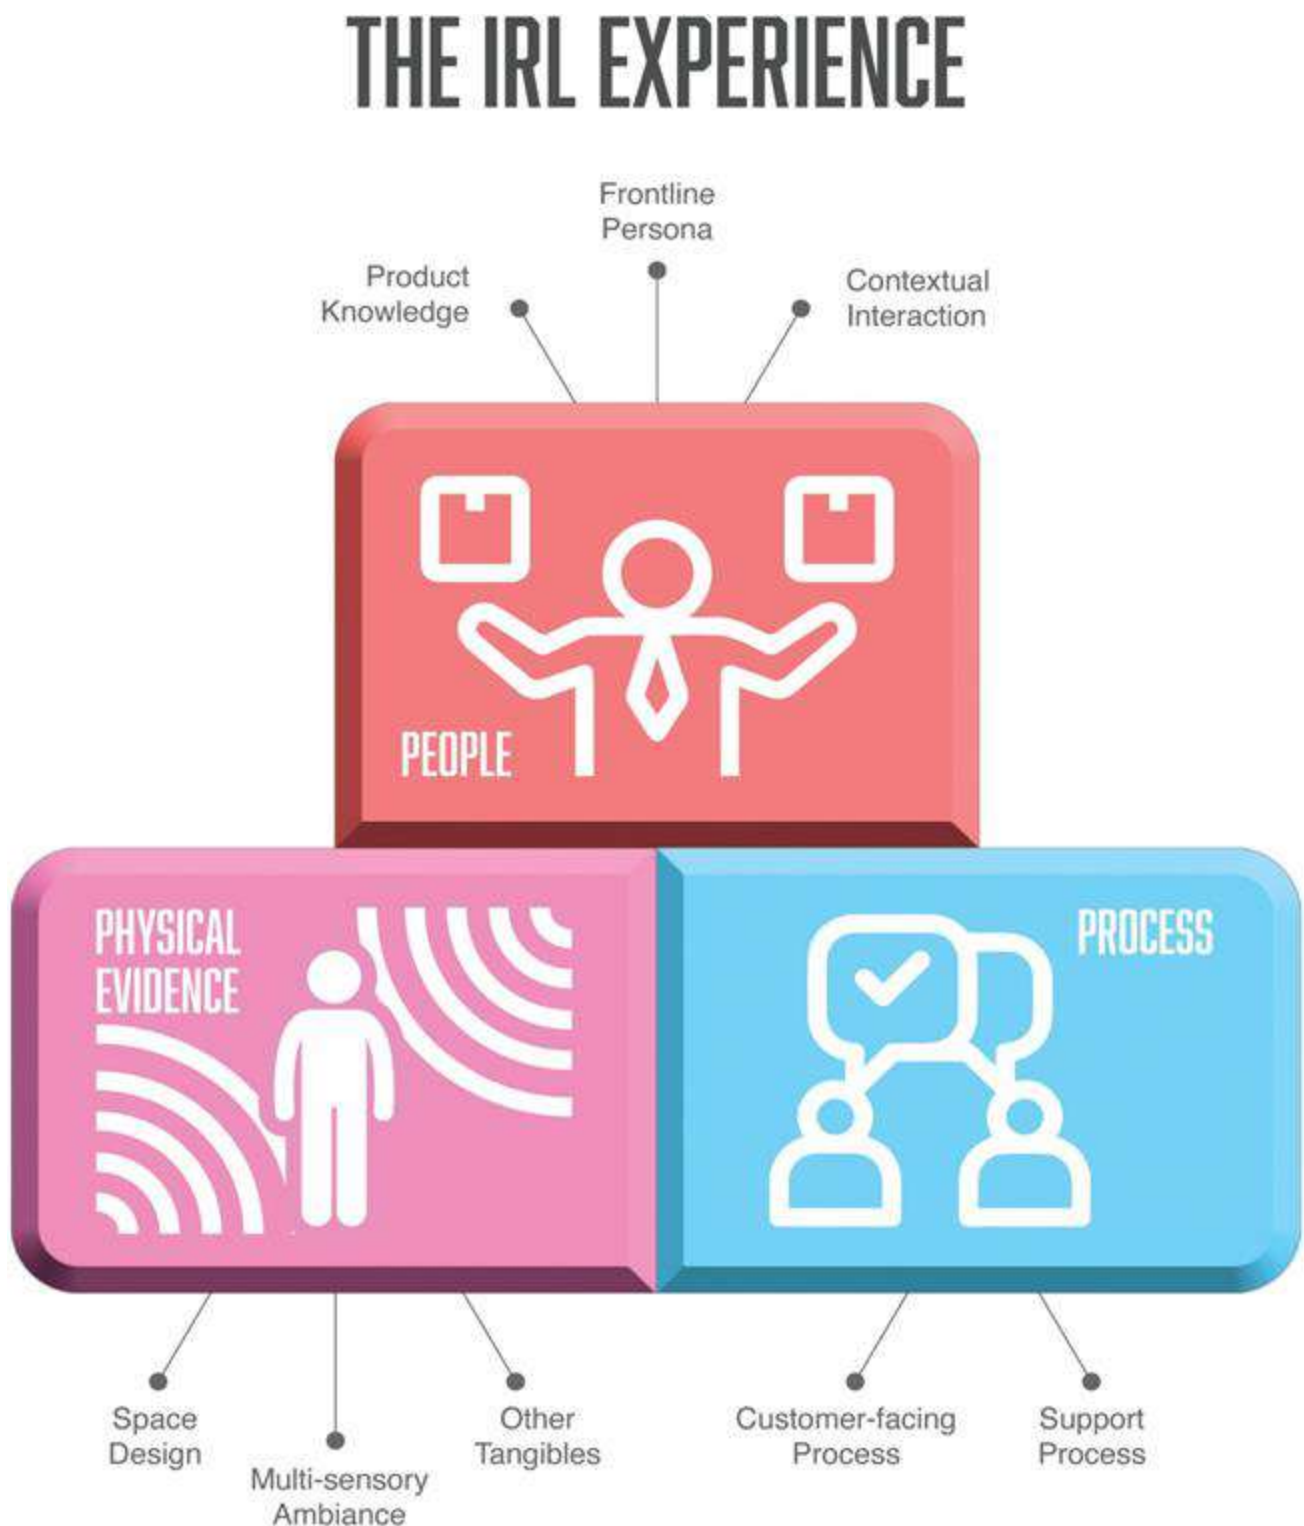 THE IRL EXPERIENCE
Frontline
Persona
Product
Knowledge
Contextual
Interaction
PEOPLE
PHYSICAL
EVIDENCE
PROCESS
Space
Design
Multi-sensory
Ambiance
Other
Tangibles
Customer-facing
Process
Support
Process